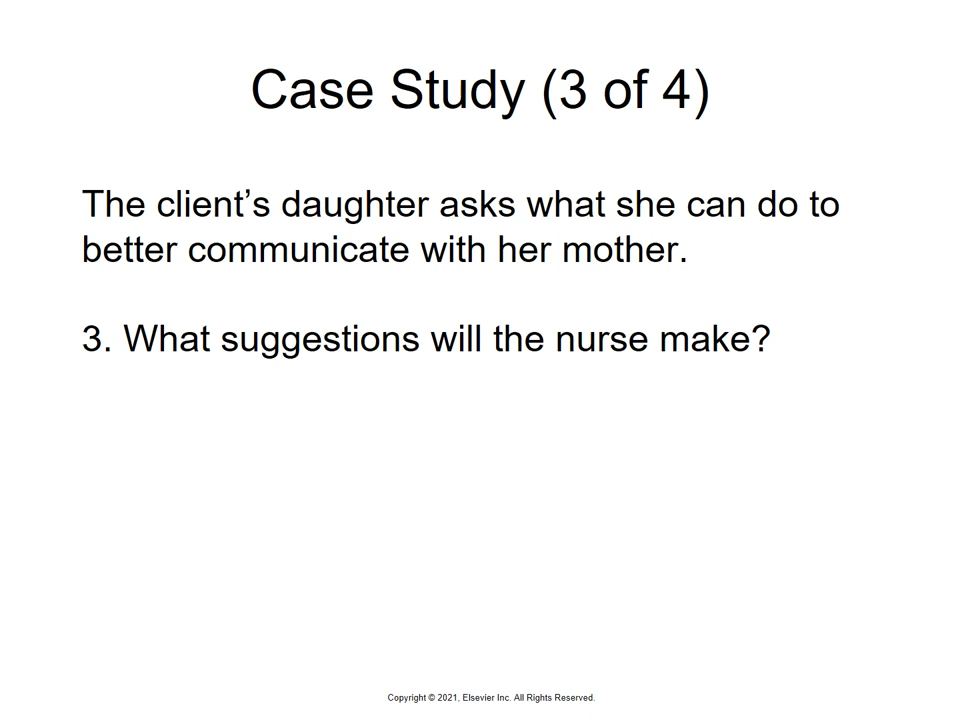 Case Study (3 of 4)
The client’s daughter asks what she can do to
better communicate with her mother.
3. What suggestions will the nurse make?
Copyright © 2021, Elsevier Inc. All Rights Reserved.